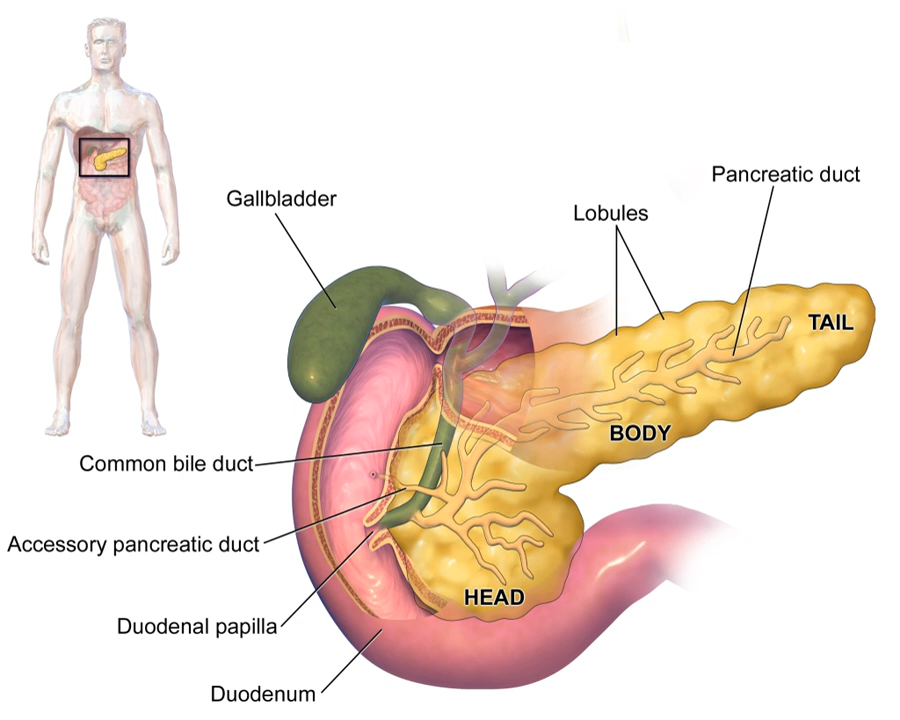 Pancreatic duct
Gallbladder
Lobules
TAIL
BODY
Common bile duct
Accessory pancreatic duct
HEAD
Duodenal papilla
Duodenum